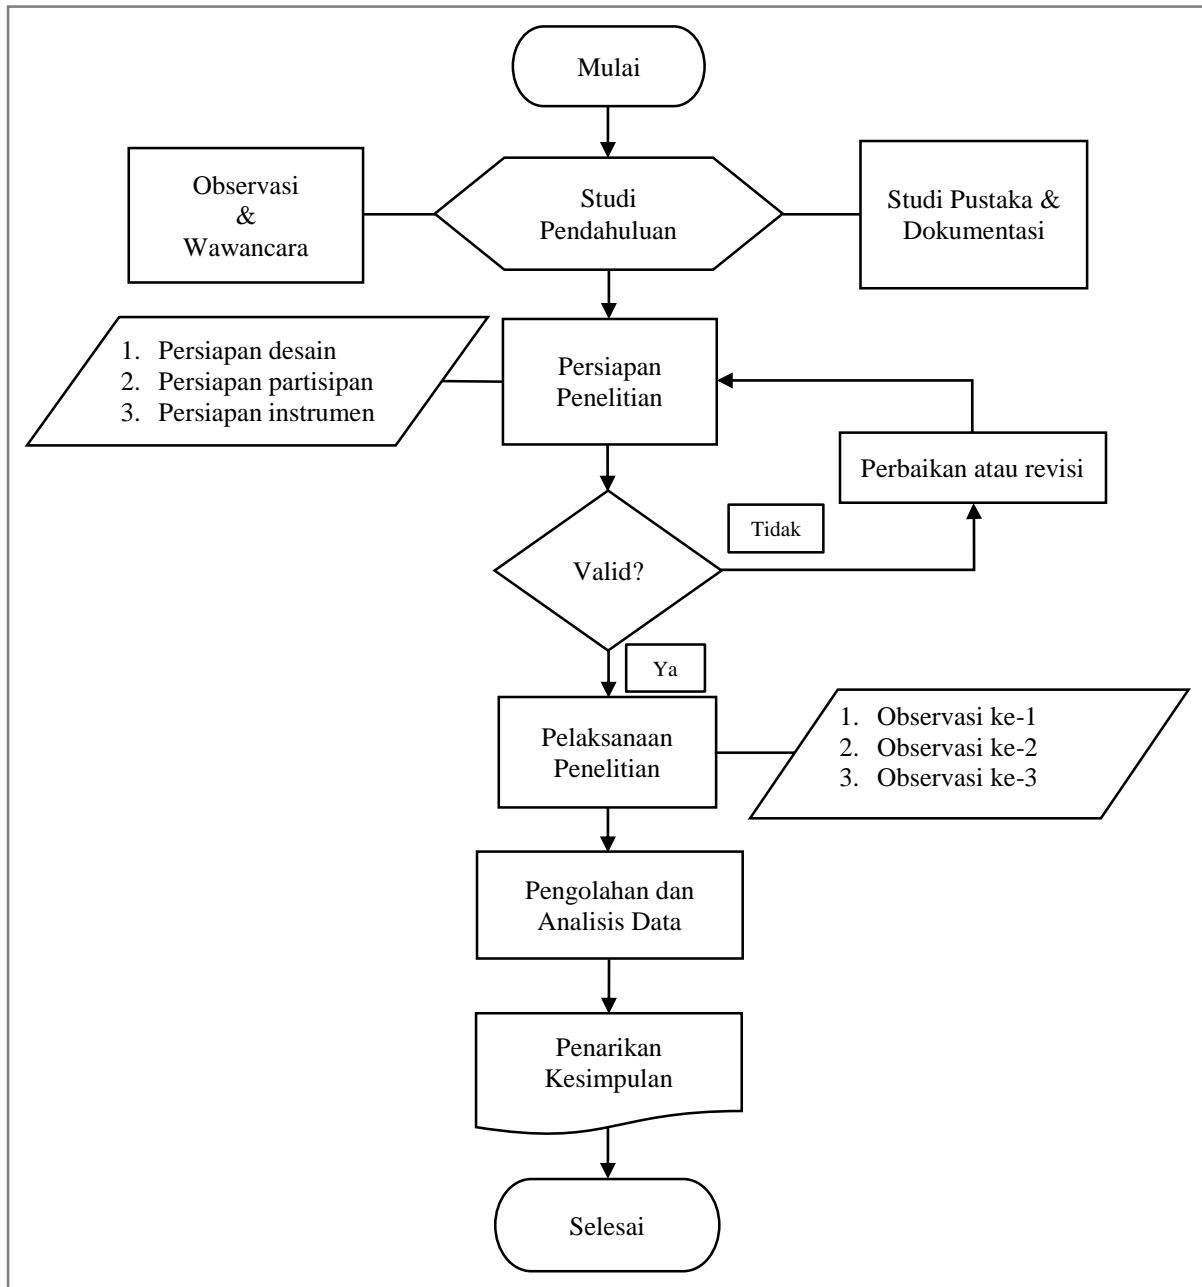 Mulai
Observasi
&
Wawancara
Studi
Pendahuluan
Studi Pustaka &
Dokumentasi
1. Persiapan desain
2. Persiapan partisipan
3. Persiapan instrumen
Persiapan
Penelitian
Perbaikan atau revisi
Tidak
Valid?
Ya
Pelaksanaan
Penelitian
1. Observasi ke-1
2. Observasi ke-2
3. Observasi ke-3
Pengolahan dan
Analisis Data
Penarikan
Kesimpulan
Selesai